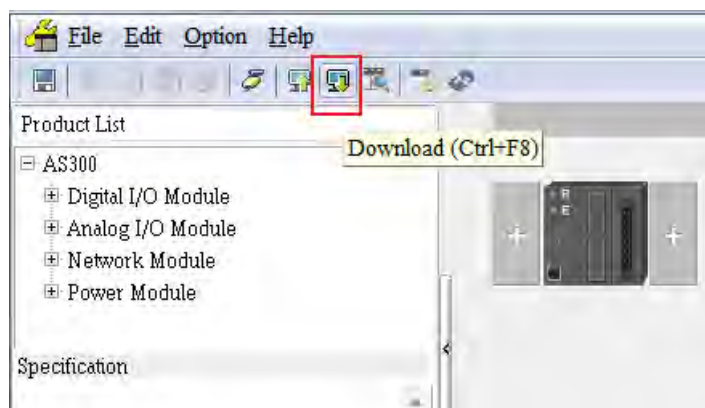 File Edit Option Help
Product List
Download (Ctrl+F8)
AS300
Digital I/O Module
Analog I/O Module
Network Module
Power Module
R
E
Specification